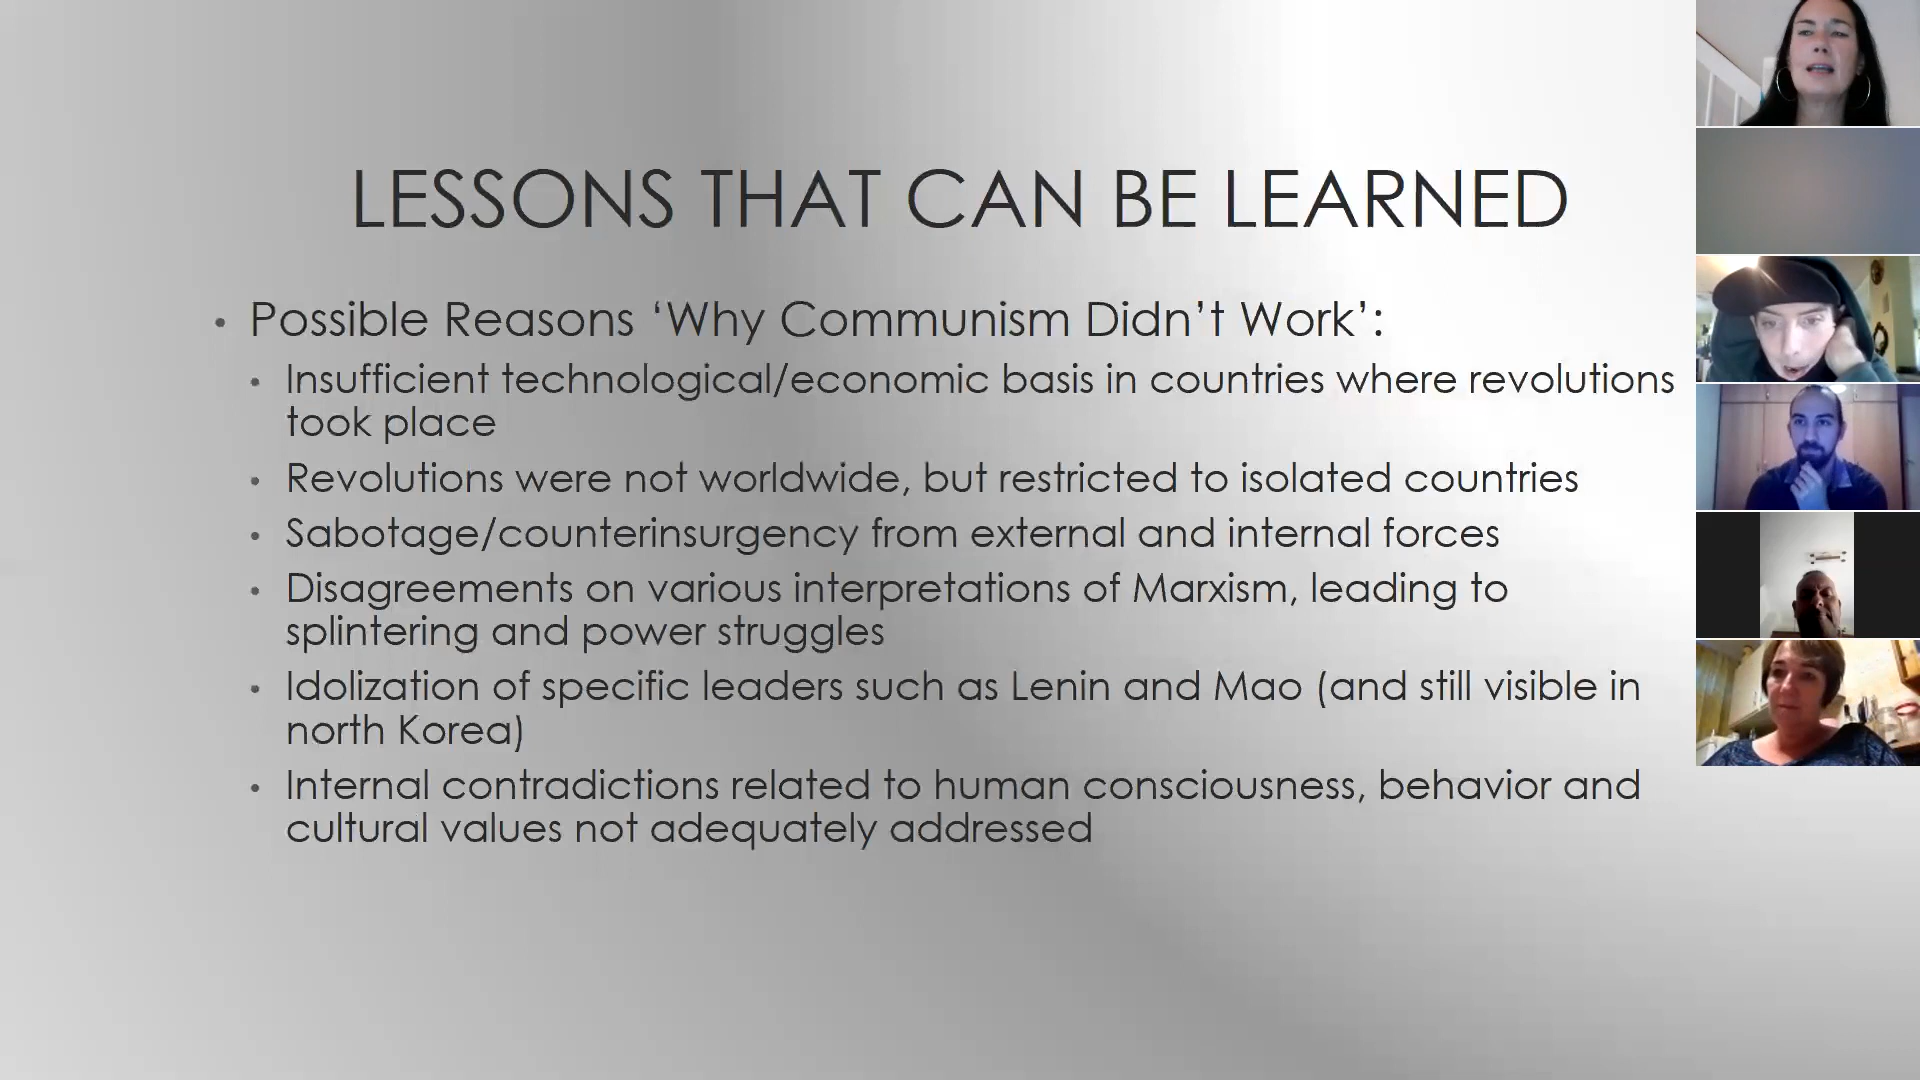 LESSONS THAT CAN BE LEARNED
• Possible Reasons ‘Why Communism Didn’t Work’:
• Insufficient technological/economic basis in countries where revolutions
took place
• Revolutions were not worldwide, but restricted to isolated countries
• Sabotage/counterinsurgency from external and internal forces
• Disagreements on various interpretations of Marxism, leading to
splintering and power struggles
• Idolization of specific leaders such as Lenin and Mao (and still visible in
north Korea)
• Internal contradictions related to human consciousness, behavior and
cultural values not adequately addressed